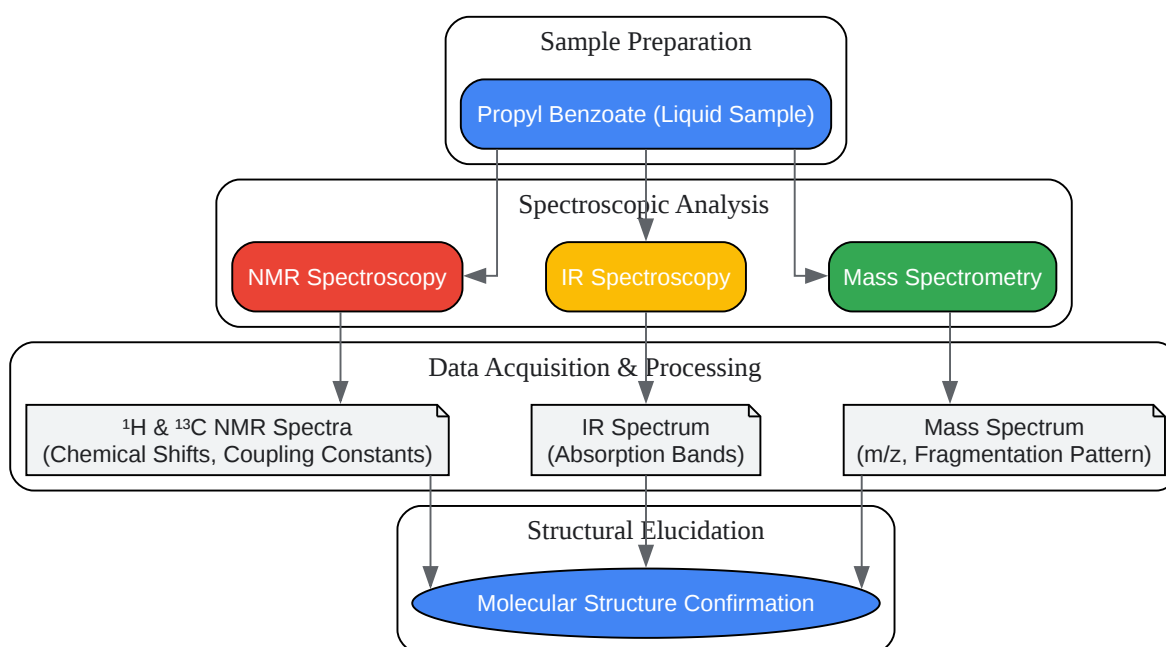 Sample Preparation
Propyl Benzoate (Liquid Sample)
Spectroscopic Analysis
NMR Spectroscopy
IR Spectroscopy
Mass Spectrometry
Data Acquisition & Processing
¹H & ¹³C NMR Spectra
(Chemical Shifts, Coupling Constants)
IR Spectrum
(Absorption Bands)
Mass Spectrum
(m/z, Fragmentation Pattern)
Structural Elucidation
Molecular Structure Confirmation